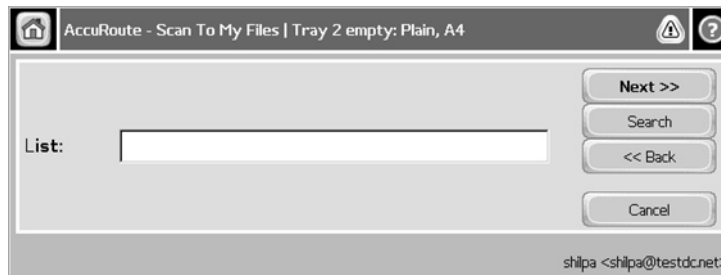 AccuRoute - Scan To My Files | Tray 2 empty: Plain, A4
?
Next >>
Search
List:
<< Back
Cancel
shilpa <shilpa@testdc.net>